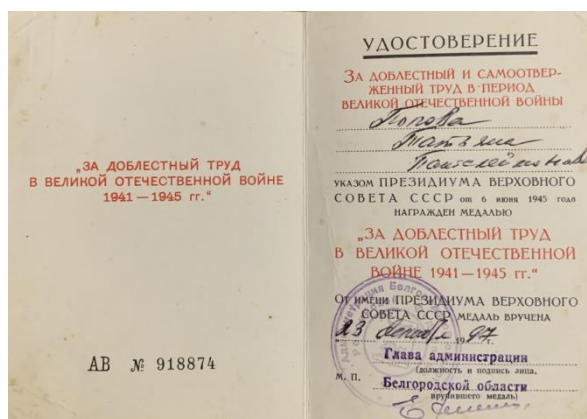 „ЗА ДОБЛЕСТНЫЙ ТРУД
В ВЕЛИКОЙ ОТЕЧЕСТВЕННОЙ ВОЙНЕ
1941—1945 гг.“
АВ № 918874
УДОСТОВЕРЕНИЕ
ЗА ДОБЛЕСТНЫЙ И САМООТВЕР-
ЖЕННЫЙ ТРУД В ПЕРИОД
ВЕЛИКОЙ ОТЕЧЕСТВЕННОЙ ВОЙНЫ
Попова
Татьяна
Пантелеймоновна
УКАЗОМ ПРЕЗИДИУМА ВЕРХОВНОГО
СОВЕТА СССР от 6 июня 1945 года
НАГРАЖДЕН МЕДАЛЬЮ
„ЗА ДОБЛЕСТНЫЙ ТРУД
В ВЕЛИКОЙ ОТЕЧЕСТВЕННОЙ
ВОЙНЕ 1941—1945 гг.“
ОТ ИМЕНИ ПРЕЗИДИУМА ВЕРХОВНОГО
СОВЕТА СССР МЕДАЛЬ ВРУЧЕНА
23 декабря 1997 г.
Глава администрации
(должность и подпись лица,
М. П. Белгородской области
вручившего медаль)